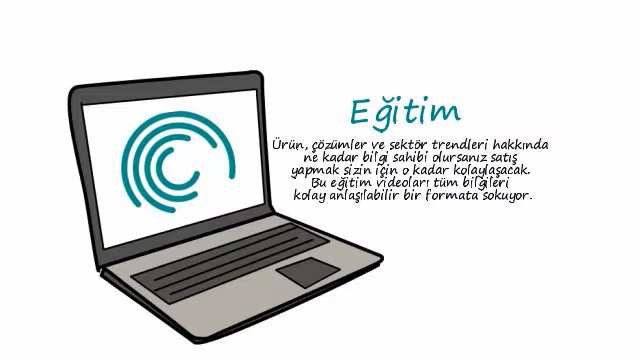 Eğitim
Ürün, çözümler ve sektör trendleri hakkında
ne kadar bilgi sahibi olursanız satış
yapmak sizin için o kadar kolaylaşacak.
Bu eğitim videoları tüm bilgileri
kolay anlaşılabilir bir formata sokuyor.